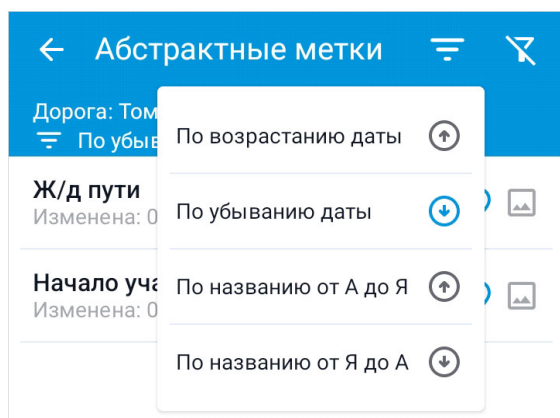 Абстрактные метки
Дорога: Том
По убыв
По возрастанию даты
Ж/д пути
Изменена: 0
По убыванию даты
Начало уча
Изменена: 0
По названию от А до Я
По названию от Я до А